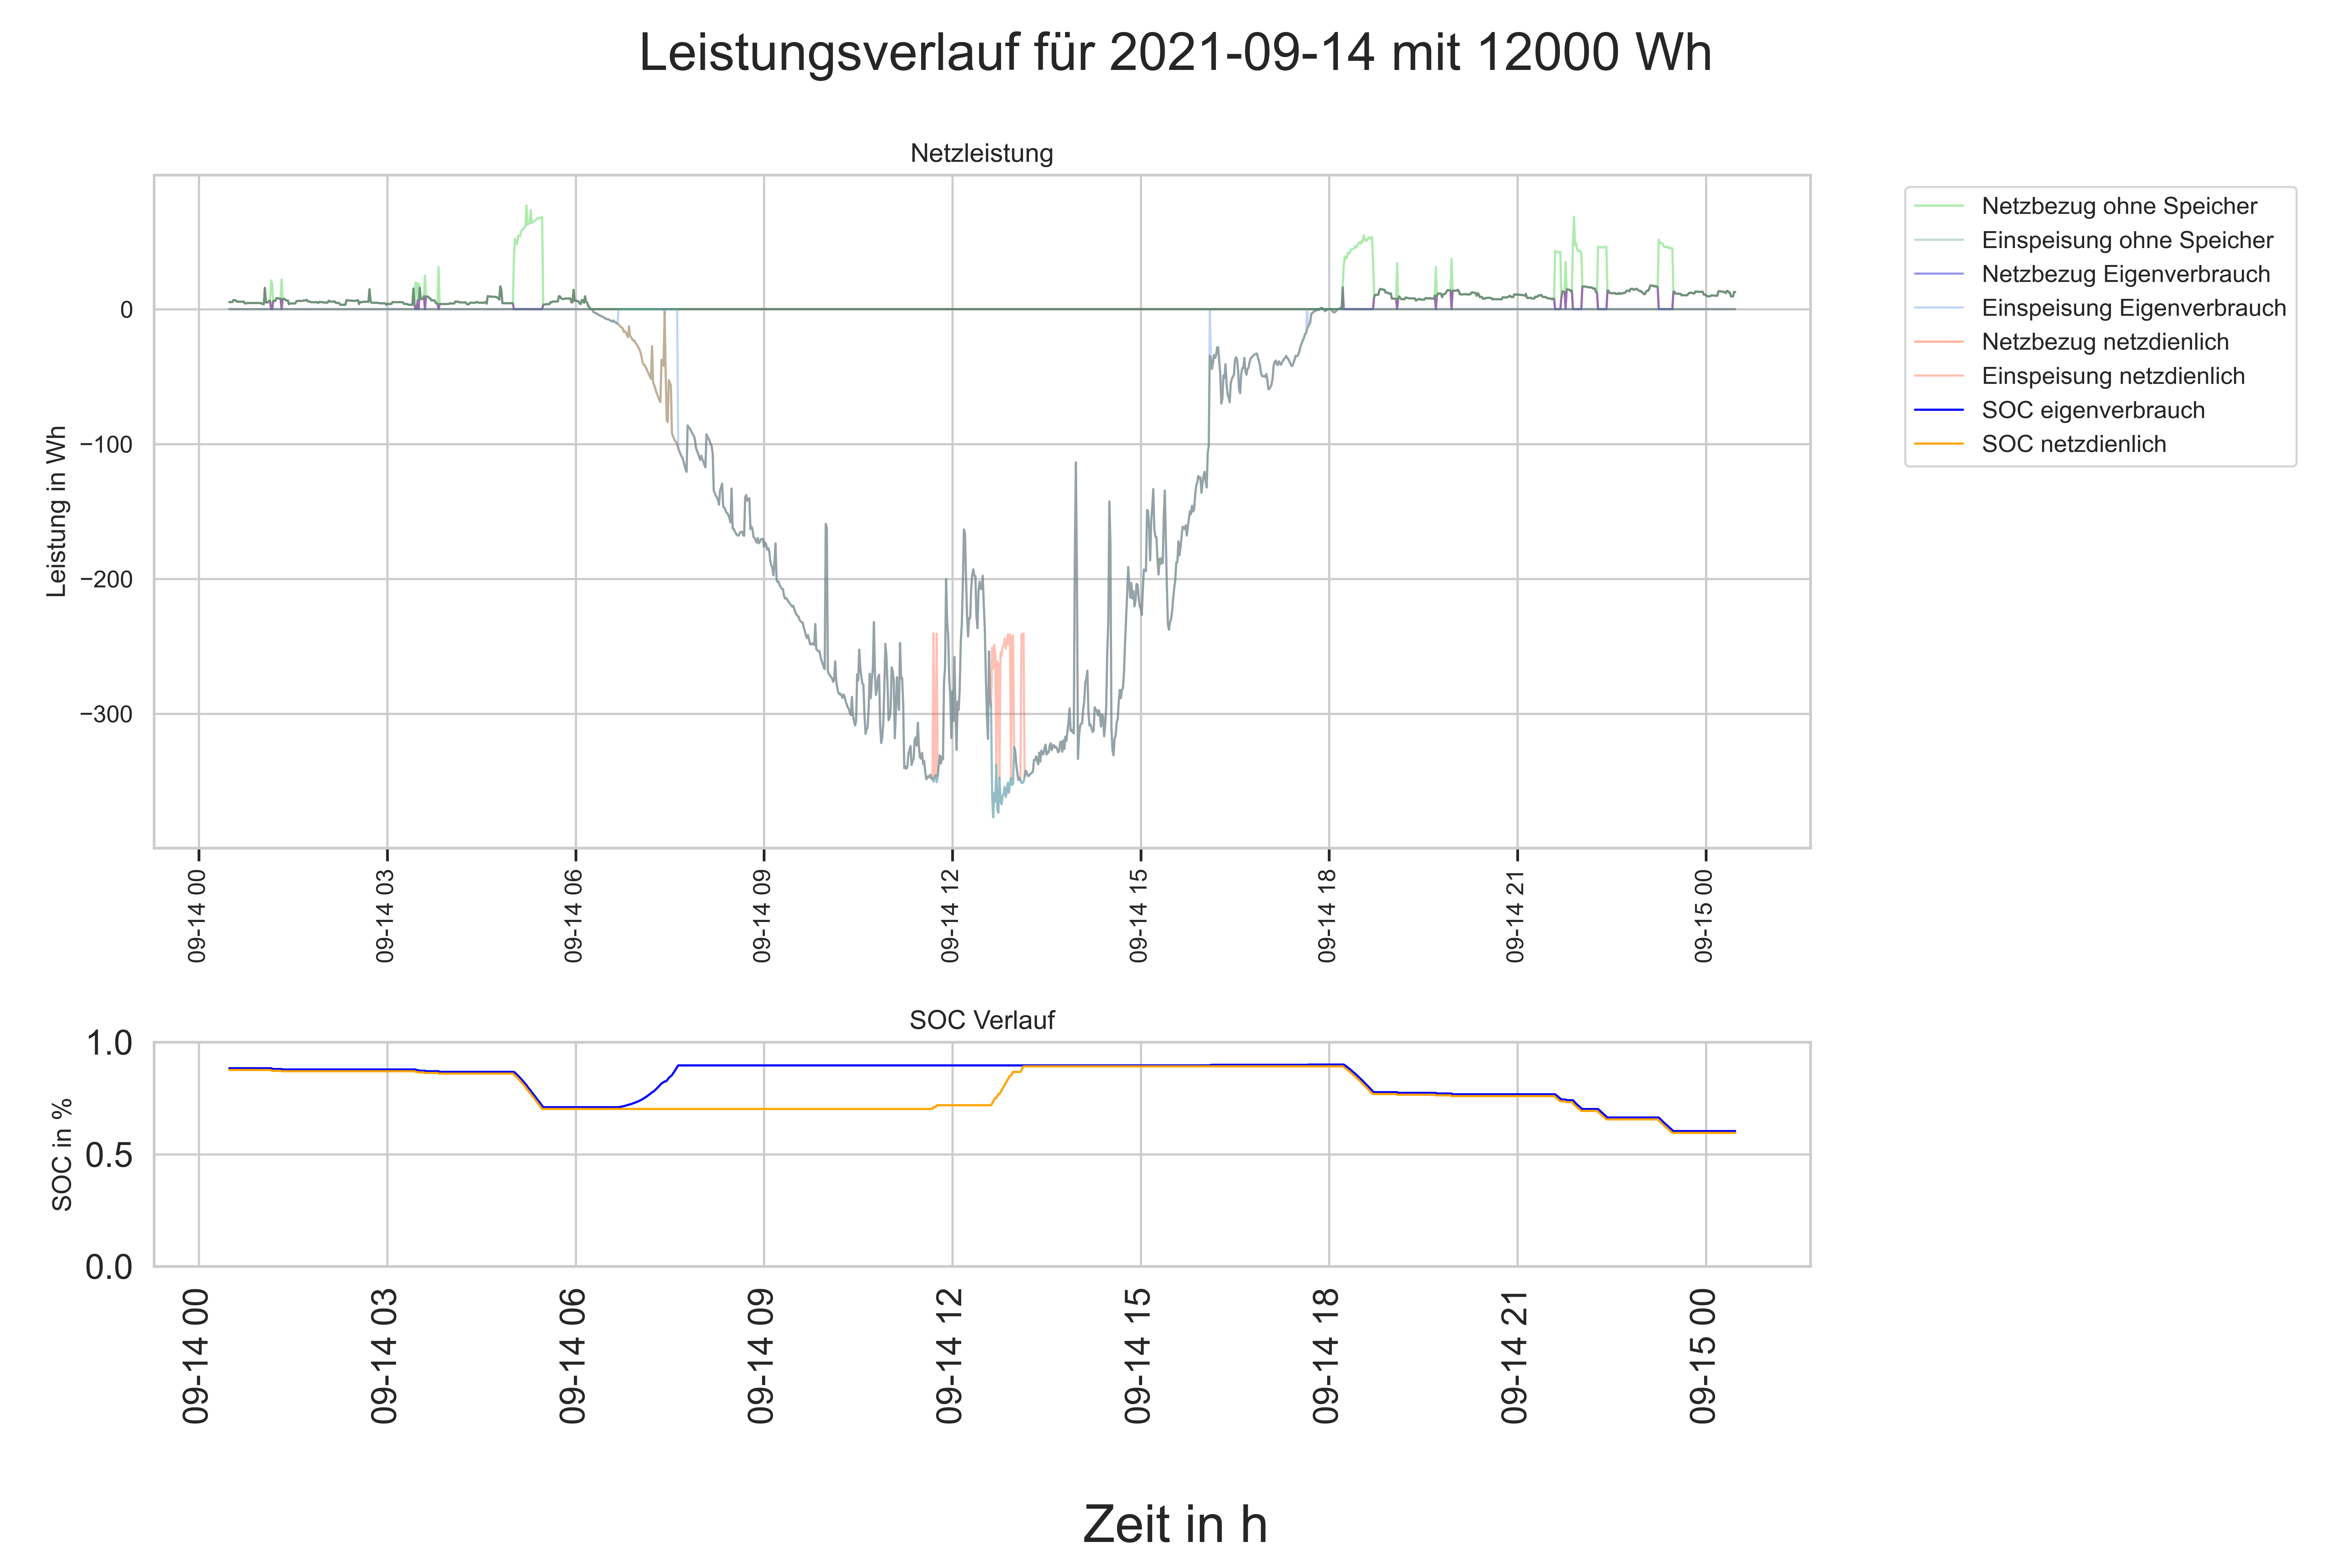 Leistungsverlauf für 2021-09-14 mit 12000 Wh
Netzleistung
Leistung in Wh
0
−100
−200
−300
09-14 00
09-14 03
09-14 06
09-14 09
09-14 12
09-14 15
09-14 18
09-14 21
09-15 00
Netzbezug ohne Speicher
Einspeisung ohne Speicher
Netzbezug Eigenverbrauch
Einspeisung Eigenverbrauch
Netzbezug netzdienlich
Einspeisung netzdienlich
SOC eigenverbrauch
SOC netzdienlich
SOC Verlauf
SOC in %
1.0
0.5
0.0
09-14 00
09-14 03
09-14 06
09-14 09
09-14 12
09-14 15
09-14 18
09-14 21
09-15 00
Zeit in h